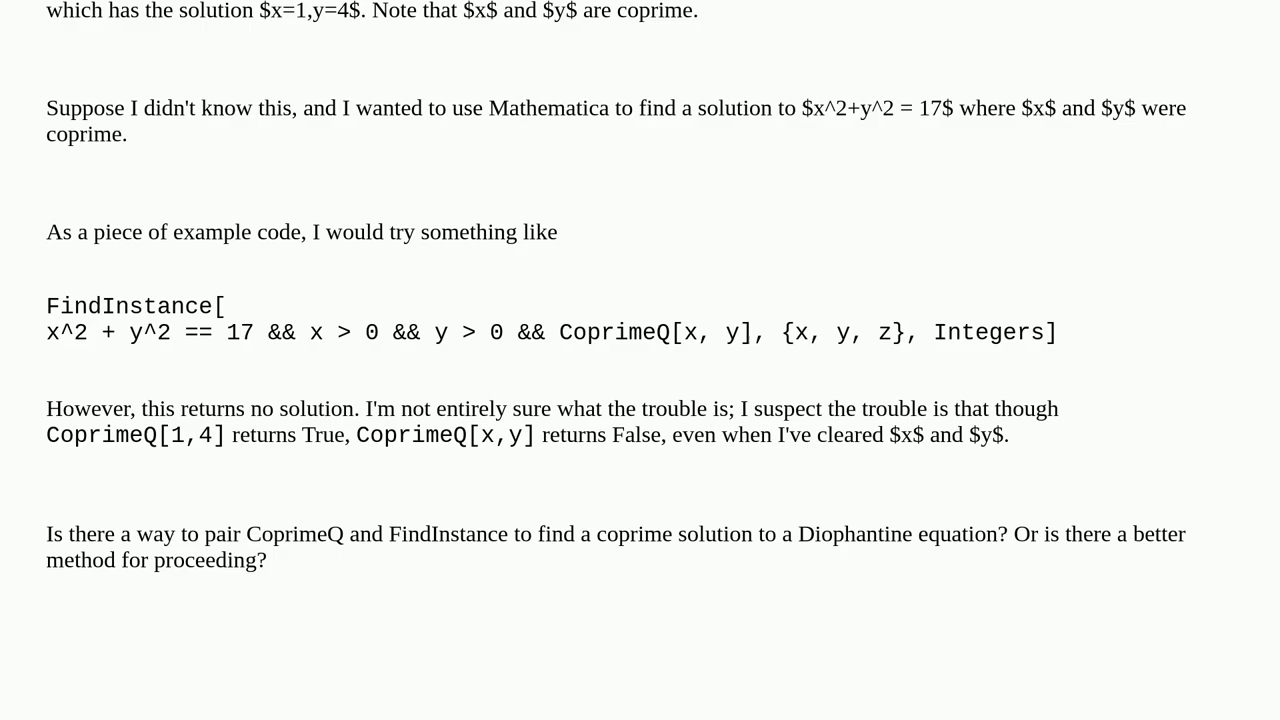 which has the solution $x=1,y=4$. Note that $x$ and $y$ are coprime.
Suppose I didn't know this, and I wanted to use Mathematica to find a solution to $x^2+y^2 = 17$ where $x$ and $y$ were
coprime.
As a piece of example code, I would try something like
FindInstance[
x^2 + y^2 == 17 && x > 0 && y > 0 && CoprimeQ[x, y], {x, y, z}, Integers]
However, this returns no solution. I'm not entirely sure what the trouble is; I suspect the trouble is that though
CoprimeQ[1,4] returns True, CoprimeQ[x,y] returns False, even when I've cleared $x$ and $y$.
Is there a way to pair CoprimeQ and FindInstance to find a coprime solution to a Diophantine equation? Or is there a better
method for proceeding?